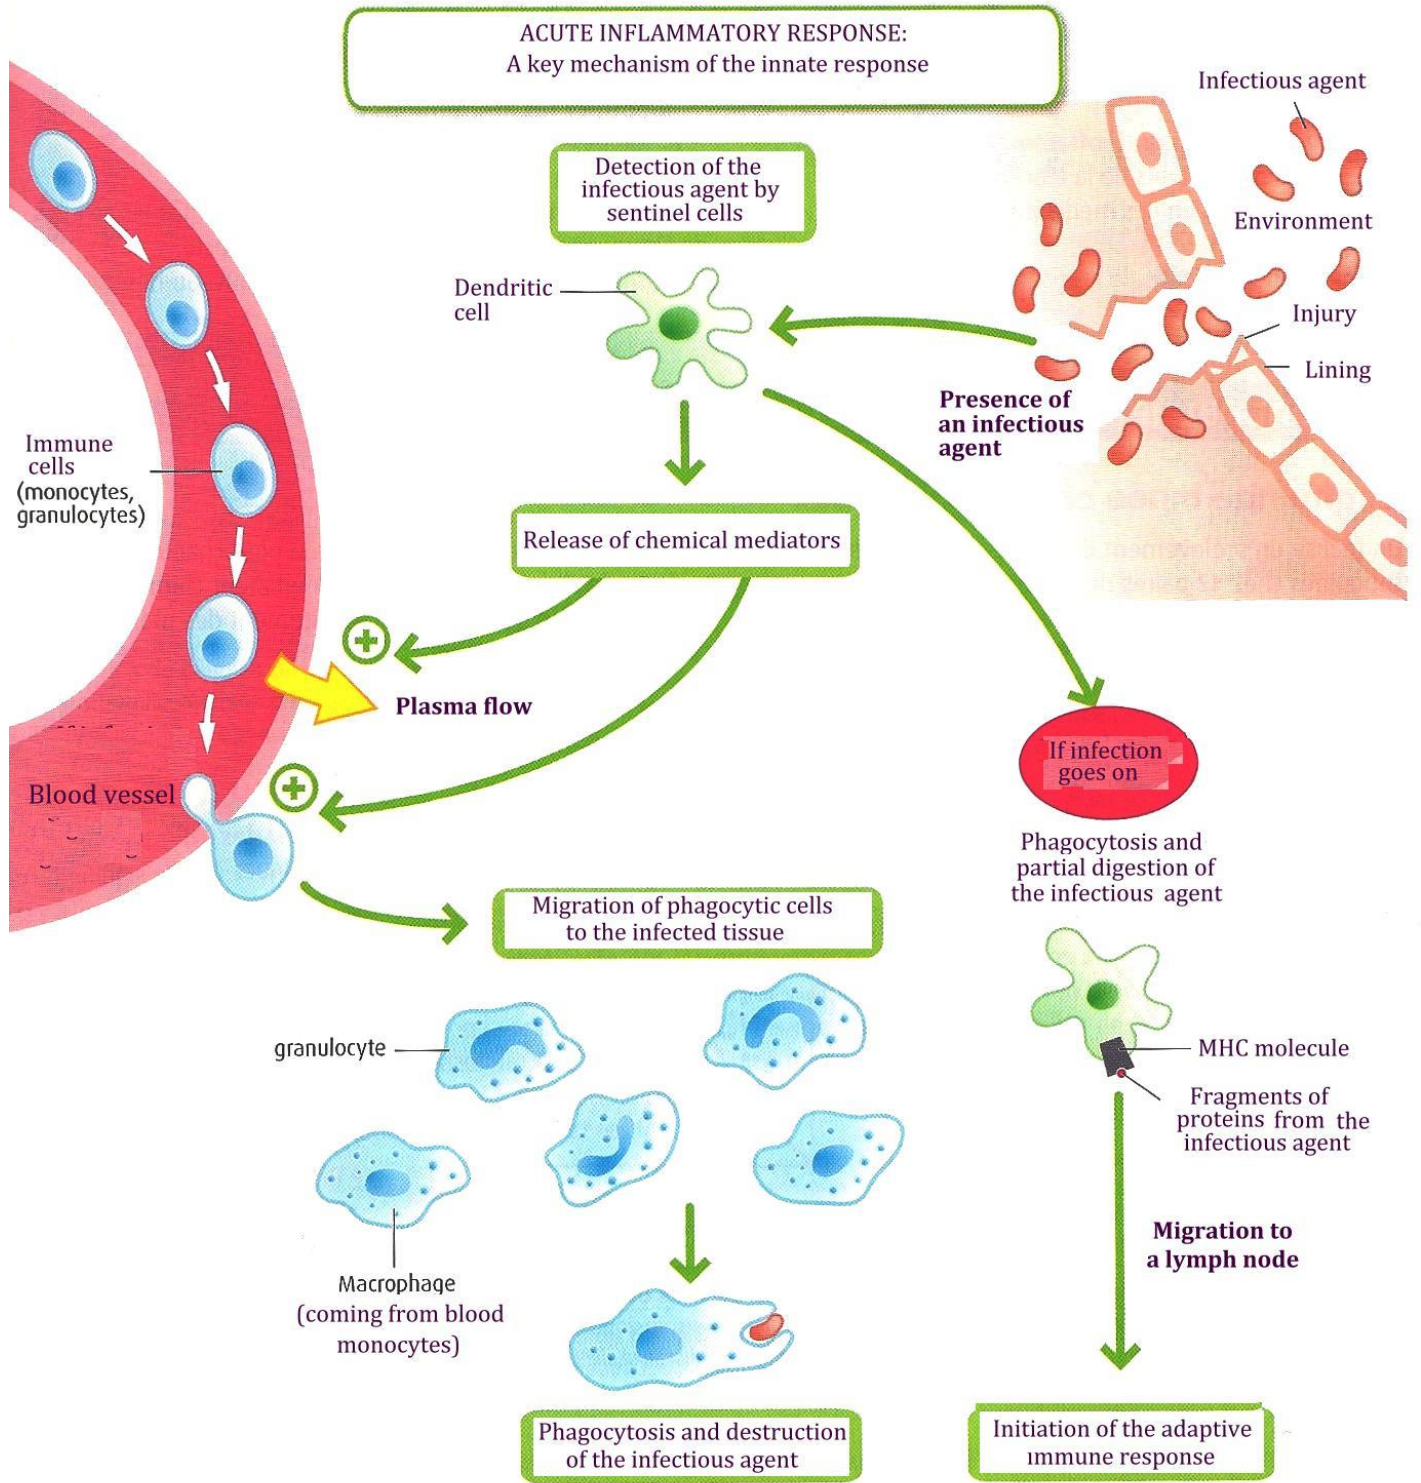 ACUTE INFLAMMATORY RESPONSE:
A key mechanism of the innate response
Infectious agent
Detection of the
infectious agent by
sentinel cells
Environment
Dendritic
cell
Injury
Lining
Presence of
an infectious
agent
Immune
cells
(monocytes,
granulocytes)
Release of chemical mediators
Plasma flow
If infection
goes on
Blood vessel
Phagocytosis and
partial digestion of
the infectious agent
Migration of phagocytic cells
to the infected tissue
granulocyte
MHC molecule
Fragments of
proteins from the
infectious agent
Macrophage
(coming from blood
monocytes)
Migration to
a lymph node
Phagocytosis and destruction
of the infectious agent
Initiation of the adaptive
immune response